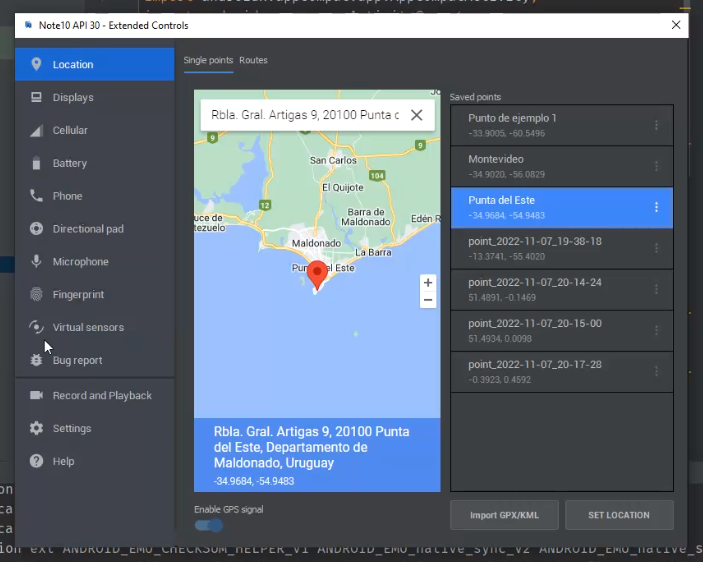 Note10 API 30 - Extended Controls
Location
Displays
Cellular
Battery
Phone
Directional pad
Microphone
Fingerprint
Virtual sensors
Bug report
Record and Playback
Settings
Help
Single points
Routes
Rbla. Gral. Artigas 9, 20100 Punta c
9
9
San Carlos
104
El Quijote
12
Barra de
Maldonado
Edén R
uce de
tezuelo
Maldonado
La Barra
Punta del Este
+
−
Rbla. Gral. Artigas 9, 20100 Punta
del Este, Departamento de
Maldonado, Uruguay
-34.9684, -54.9483
Enable GPS signal
Saved points
Punto de ejemplo 1
-33.9005, -60.5496
Montevideo
-34.9020, -56.0829
Punta del Este
-34.9684, -54.9483
point_2022-11-07_19-38-18
-13.3741, -55.4020
point_2022-11-07_20-14-24
51.4891, -0.1469
point_2022-11-07_20-15-00
51.4934, 0.0098
point_2022-11-07_20-17-28
-0.3923, 0.4592
Import GPX/KML
SET LOCATION
ion ext ANDROID_EMU_CHECKSUM_HELPER_v1 ANDROID_EMU_native_sync_v2 ANDROID_EMU_native_s